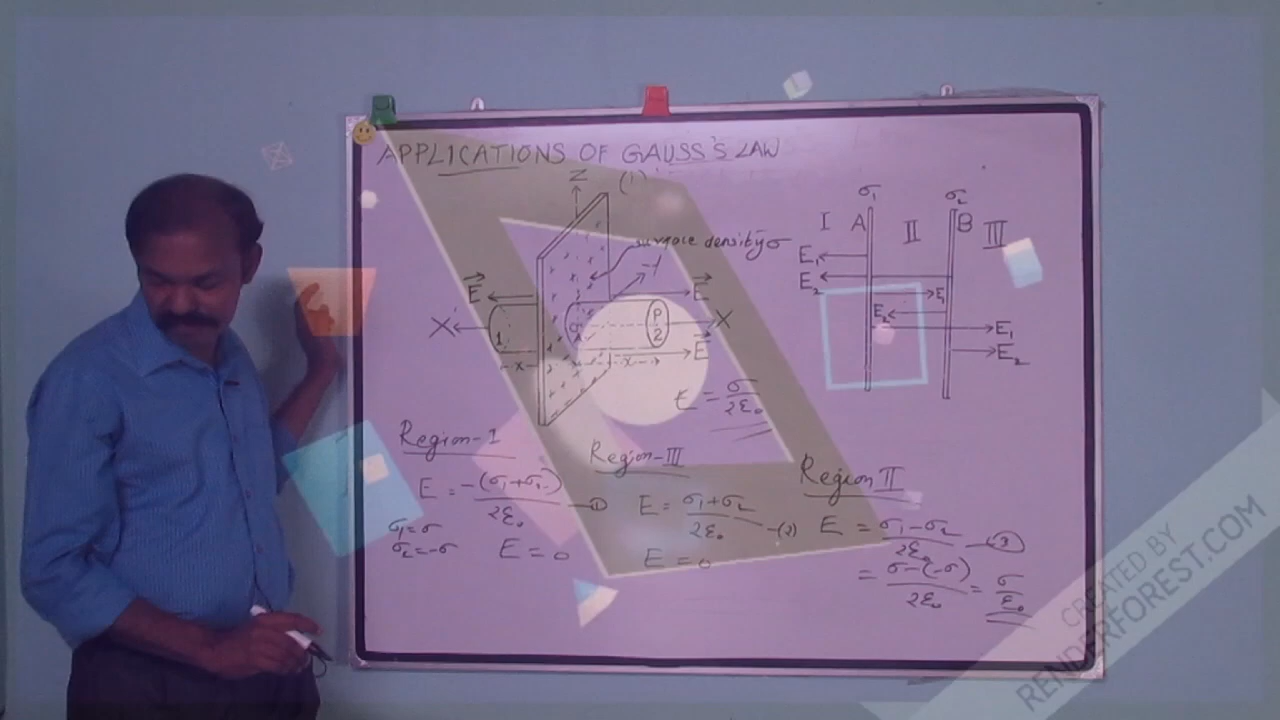 APPLICATIONS OF GAUSS'S LAW
(1)
Z
surface density σ
Y
E
E
X'
1
O
P
2
X
E
x
x
E = σ/2ε₀
σ₁ σ₂
I A II B III
E₁
E₂
E₁
E₂
E₁
E₂
Region-I
E = -(σ₁+σ₂)/2ε₀ —①
σ₁=σ
σ₂=-σ
E = 0
Region-III
E = σ₁+σ₂/2ε₀ —(2)
E = 0
Region II
E = σ₁-σ₂/2ε₀ —③
= σ-(-σ)/2ε₀ = σ/ε₀
CREATED BY
RENDERFOREST.COM